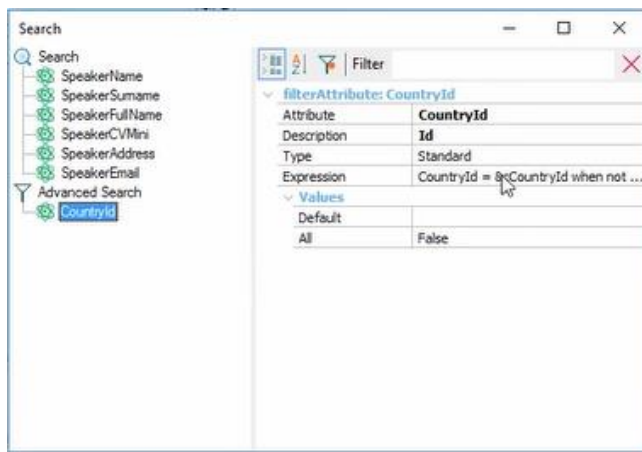 Search
Search
SpeakerName
SpeakerSurname
SpeakerFullName
SpeakerCVMini
SpeakerAddress
SpeakerEmail
Advanced Search
CountryId
Filter
filterAttribute: CountryId
Attribute CountryId
Description Id
Type Standard
Expression CountryId = &CountryId when not ...
Values
Default
All False